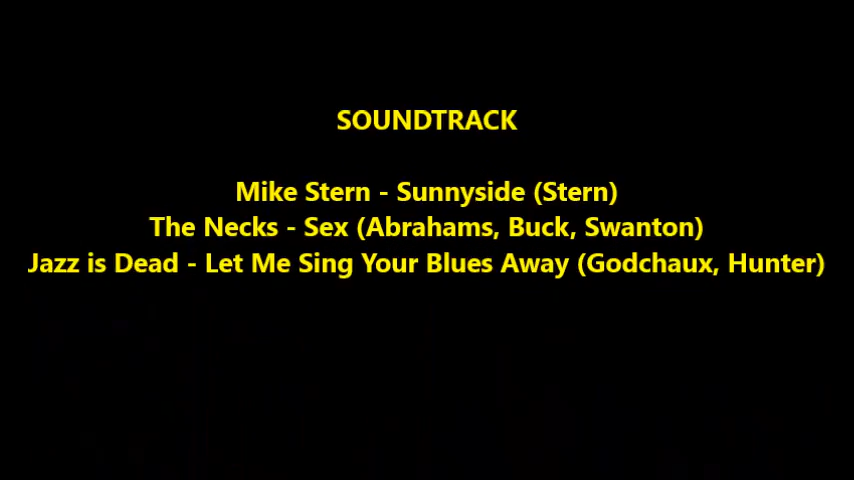 SOUNDTRACK
Mike Stern - Sunnyside (Stern)
The Necks - Sex (Abrahams, Buck, Swanton)
Jazz is Dead - Let Me Sing Your Blues Away (Godchaux, Hunter)